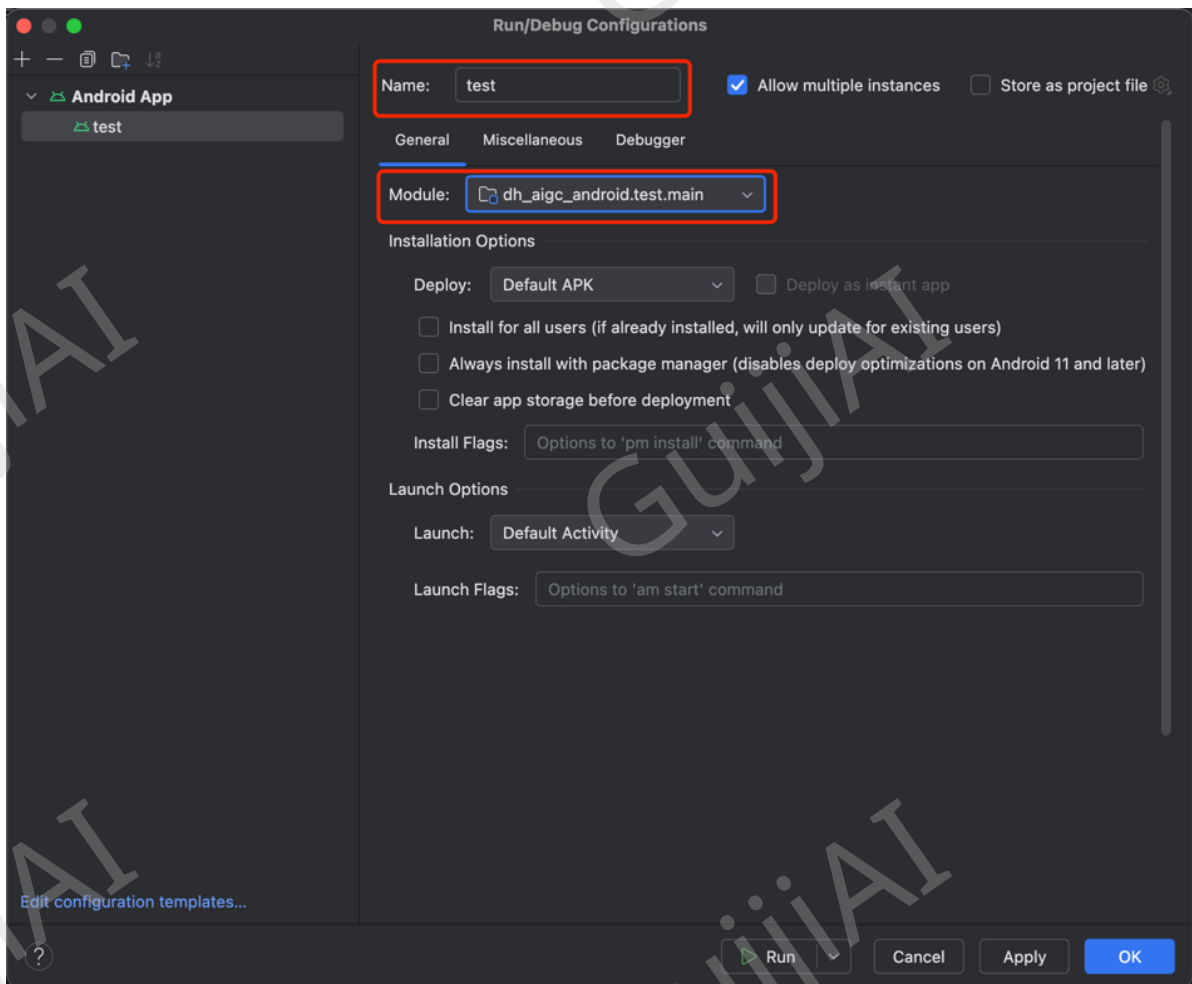 Run/Debug Configurations
Android App
test
Edit configuration templates...
Name: test
Allow multiple instances
Store as project file
General Miscellaneous Debugger
Module: dh_aigc_android.test.main
Installation Options
Deploy: Default APK
Deploy as instant app
Install for all users (if already installed, will only update for existing users)
Always install with package manager (disables deploy optimizations on Android 11 and later)
Clear app storage before deployment
Install Flags: Options to 'pm install' command
Launch Options
Launch: Default Activity
Launch Flags: Options to 'am start' command
?
Run
Cancel
Apply
OK
GuijiAI